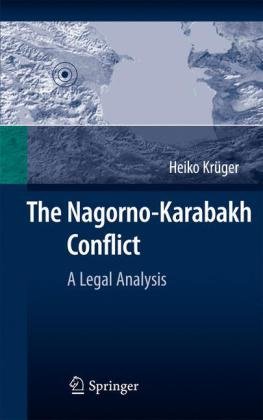 Heiko Krüger
The Nagorno-Karabakh
Conflict
A Legal Analysis
Springer